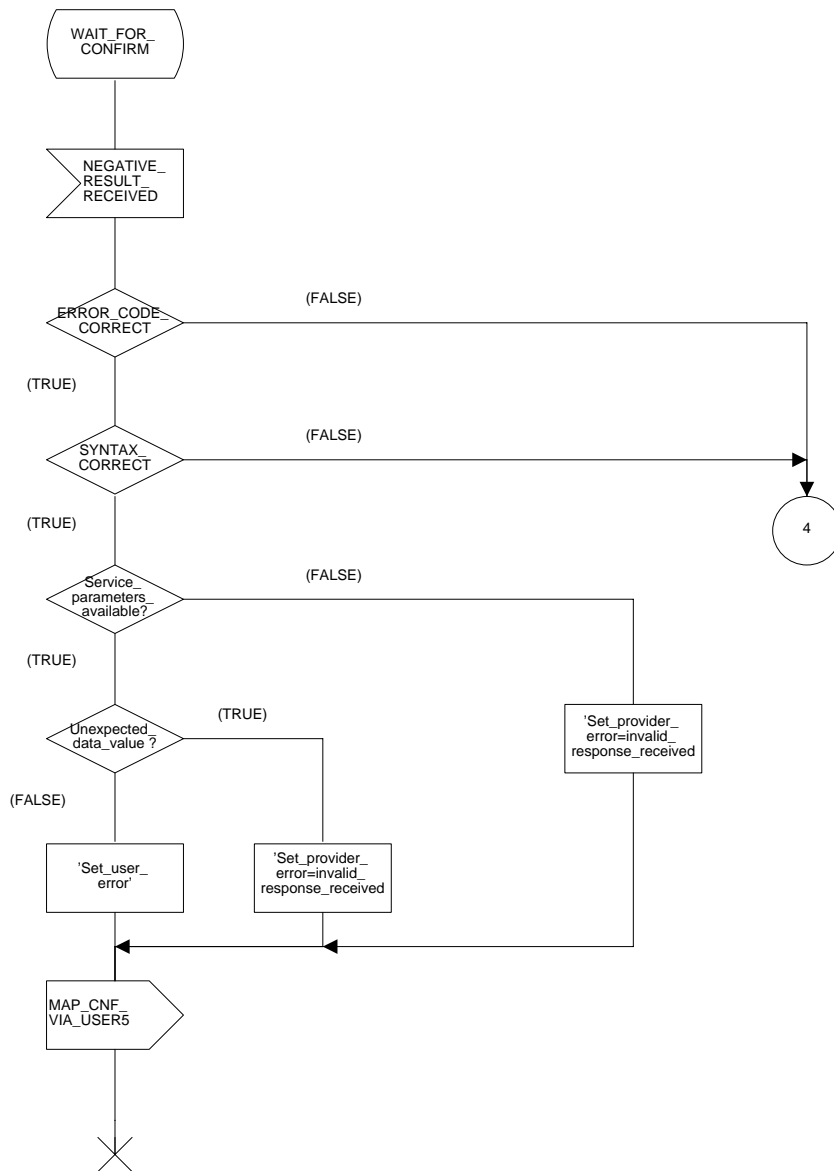 WAIT_FOR_
CONFIRM
NEGATIVE_
RESULT_
RECEIVED
(FALSE)
ERROR_CODE_
CORRECT
(TRUE)
(FALSE)
SYNTAX_
CORRECT
(TRUE)
4
(FALSE)
Service_
parameters_
available?
(TRUE)
(TRUE)
'Set_provider_
error=invalid_
response_received
Unexpected_
data_value ?
(FALSE)
'Set_user_
error'
'Set_provider_
error=invalid_
response_received
MAP_CNF_
VIA_USER5